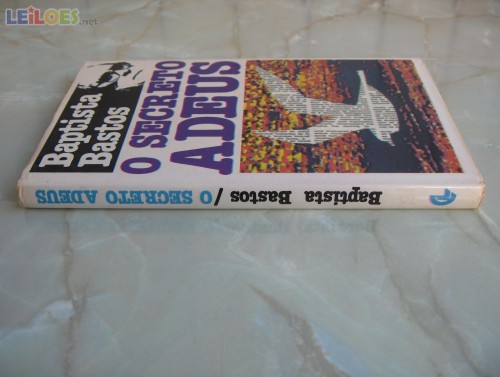 LEiLOES.net
Baptista
Bastos
O SECRETO
ADEUS
Baptista Bastos / O SECRETO ADEUS